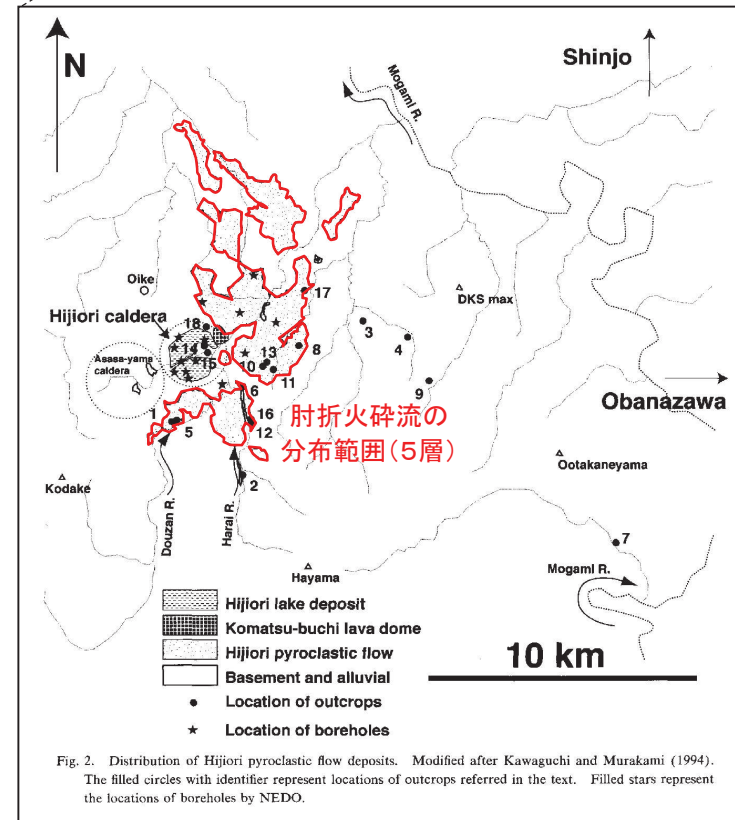 N
Shinjo
Mogami R.
Oike
Hijiori caldera
Asasa-yama
caldera
DKS max
17
18
3
14
15
13
8
4
10
11
9
6
Obanazawa
1
5
16
12
肘折火砕流の
分布範囲(5層)
Kodake
Douzan R.
Harai R.
2
Ootakaneyama
7
Hayama
Mogami R.
Hijiori lake deposit
Komatsu-buchi lava dome
Hijiori pyroclastic flow
Basement and alluvial
Location of outcrops
Location of boreholes
10 km
Fig. 2. Distribution of Hijiori pyroclastic flow deposits. Modified after Kawaguchi and Murakami (1994).
The filled circles with identifier represent locations of outcrops referred in the text. Filled stars represent
the locations of boreholes by NEDO.